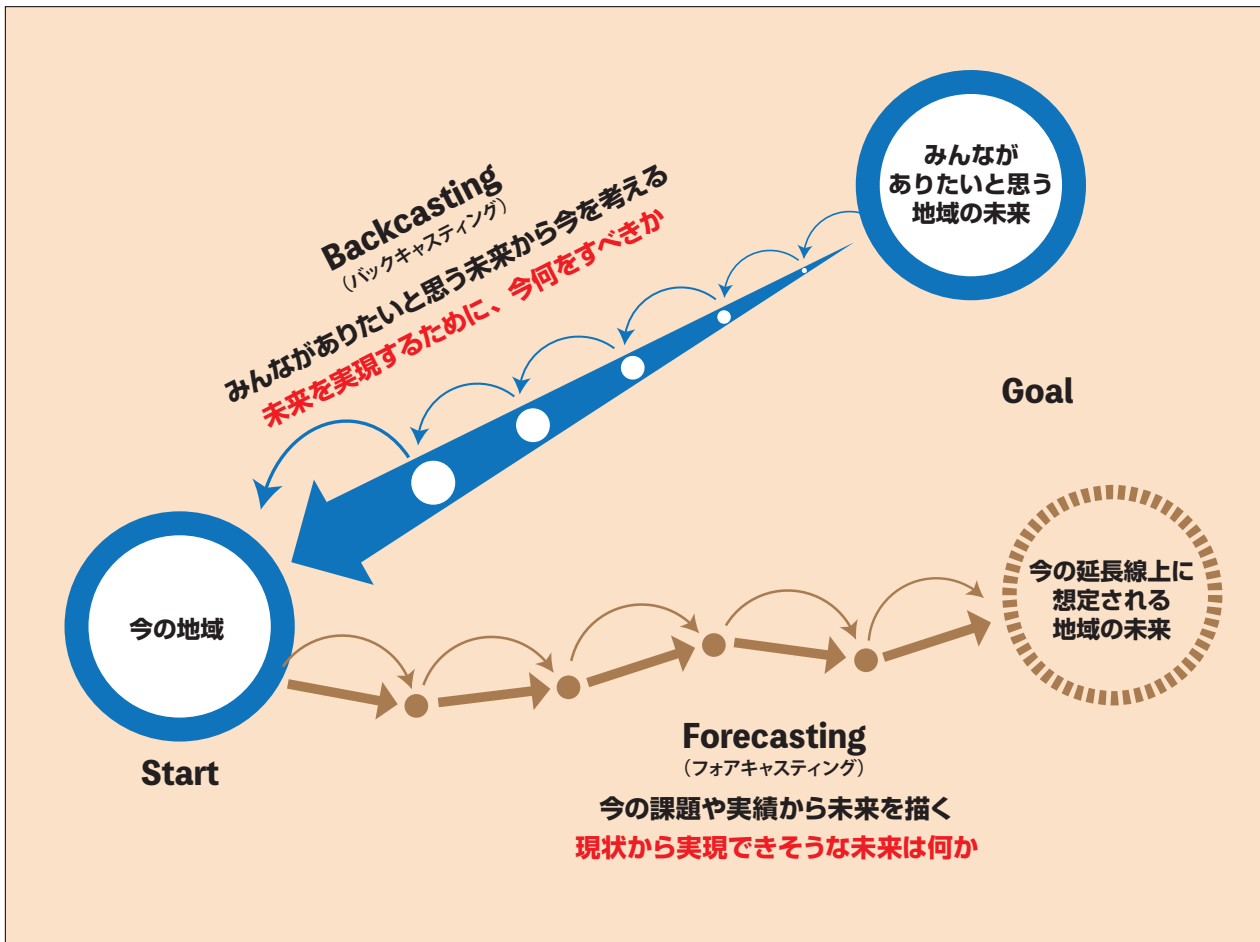 みんなが
ありたいと思う
地域の未来
Backcasting
（バックキャスティング）
みんながありたいと思う未来から今を考える
未来を実現するために、今何をすべきか
Goal
今の地域
Start
今の延長線上に
想定される
地域の未来
Forecasting
（フォアキャスティング）
今の課題や実績から未来を描く
現状から実現できそうな未来は何か